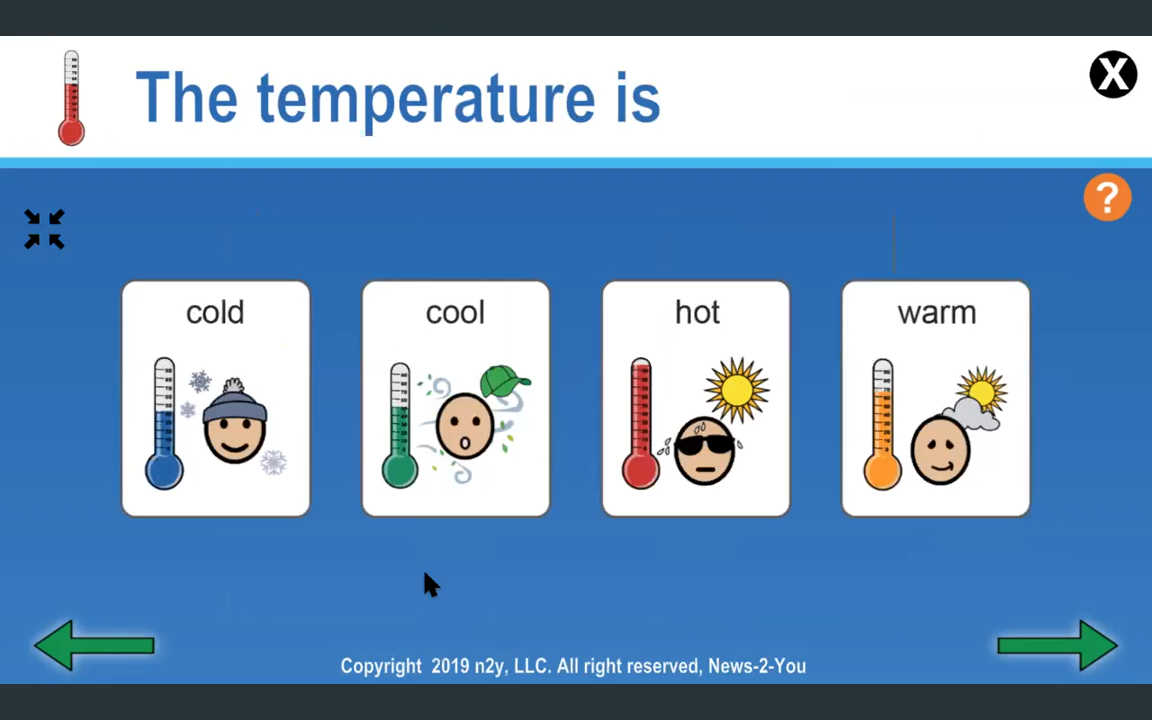 The temperature is
X
?
cold
cool
hot
warm
Copyright 2019 n2y, LLC. All right reserved, News-2-You